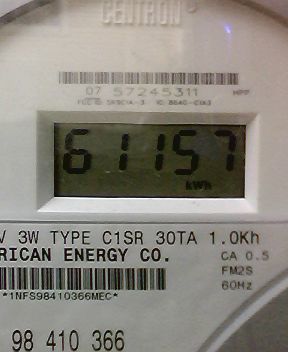 CENTRON®
07 57245311 MPP
61157
kWh
V 3W TYPE C1SR 30TA 1.0Kh
RICAN ENERGY CO. CA 0.5
FM2S
60Hz
*1NFS98410366MEC*
98 410 366